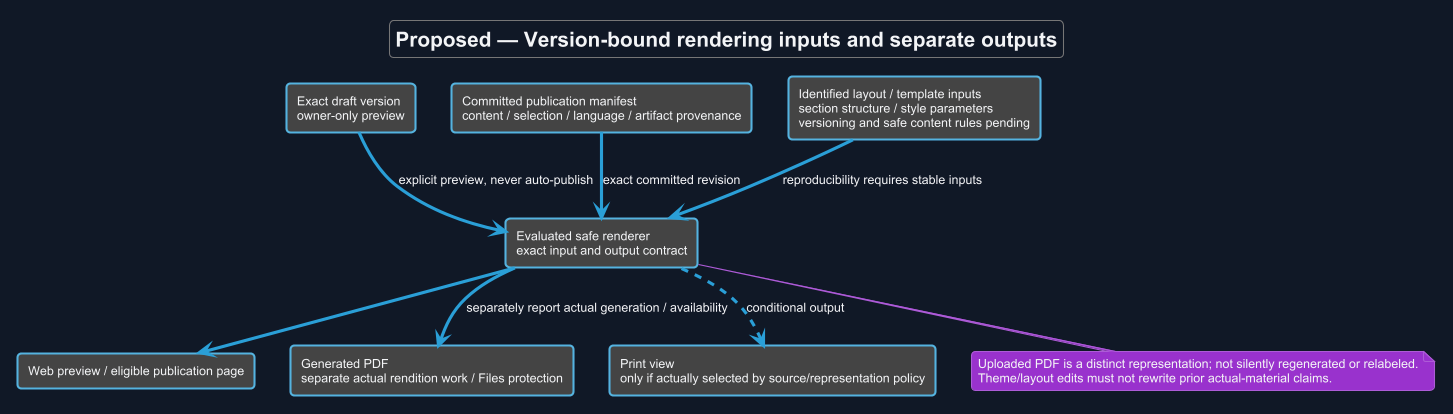 Proposed — Version-bound rendering inputs and separate outputs
Exact draft version
owner-only preview
Committed publication manifest
content / selection / language / artifact provenance
Identified layout / template inputs
section structure / style parameters
versioning and safe content rules pending
explicit preview, never auto-publish
exact committed revision
reproducibility requires stable inputs
Evaluated safe renderer
exact input and output contract
separately report actual generation / availability
conditional output
Web preview / eligible publication page
Generated PDF
separate actual rendition work / Files protection
Print view
only if actually selected by source/representation policy
Uploaded PDF is a distinct representation; not silently regenerated or relabeled.
Theme/layout edits must not rewrite prior actual-material claims.